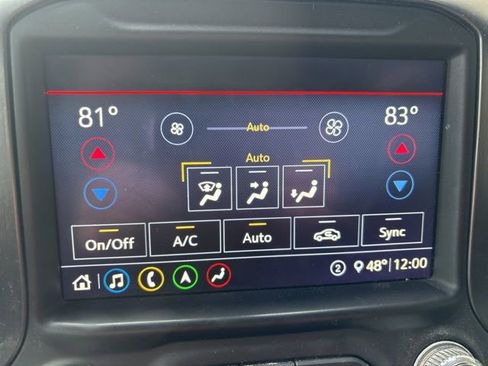 81° 83°
Auto
Auto
On/Off A/C Auto Sync
2 48° 12:00